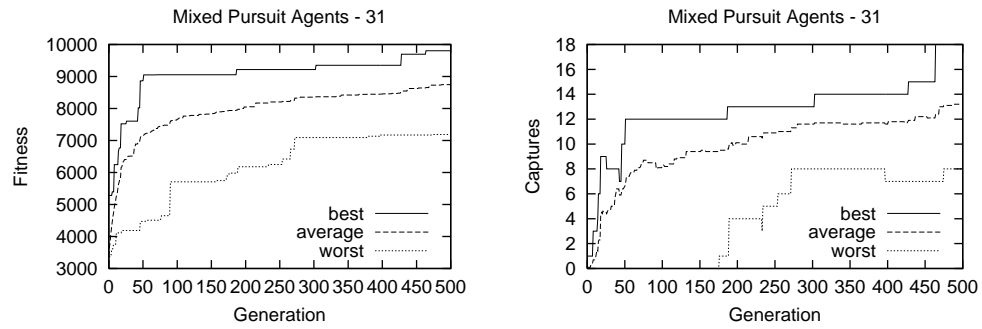 Mixed Pursuit Agents - 31
10000
9000
8000
7000
6000
5000
4000
3000
Fitness
best
average
worst
0 50 100 150 200 250 300 350 400 450 500
Generation
Mixed Pursuit Agents - 31
18
16
14
12
10
8
6
4
2
0
Captures
best
average
worst
0 50 100 150 200 250 300 350 400 450 500
Generation